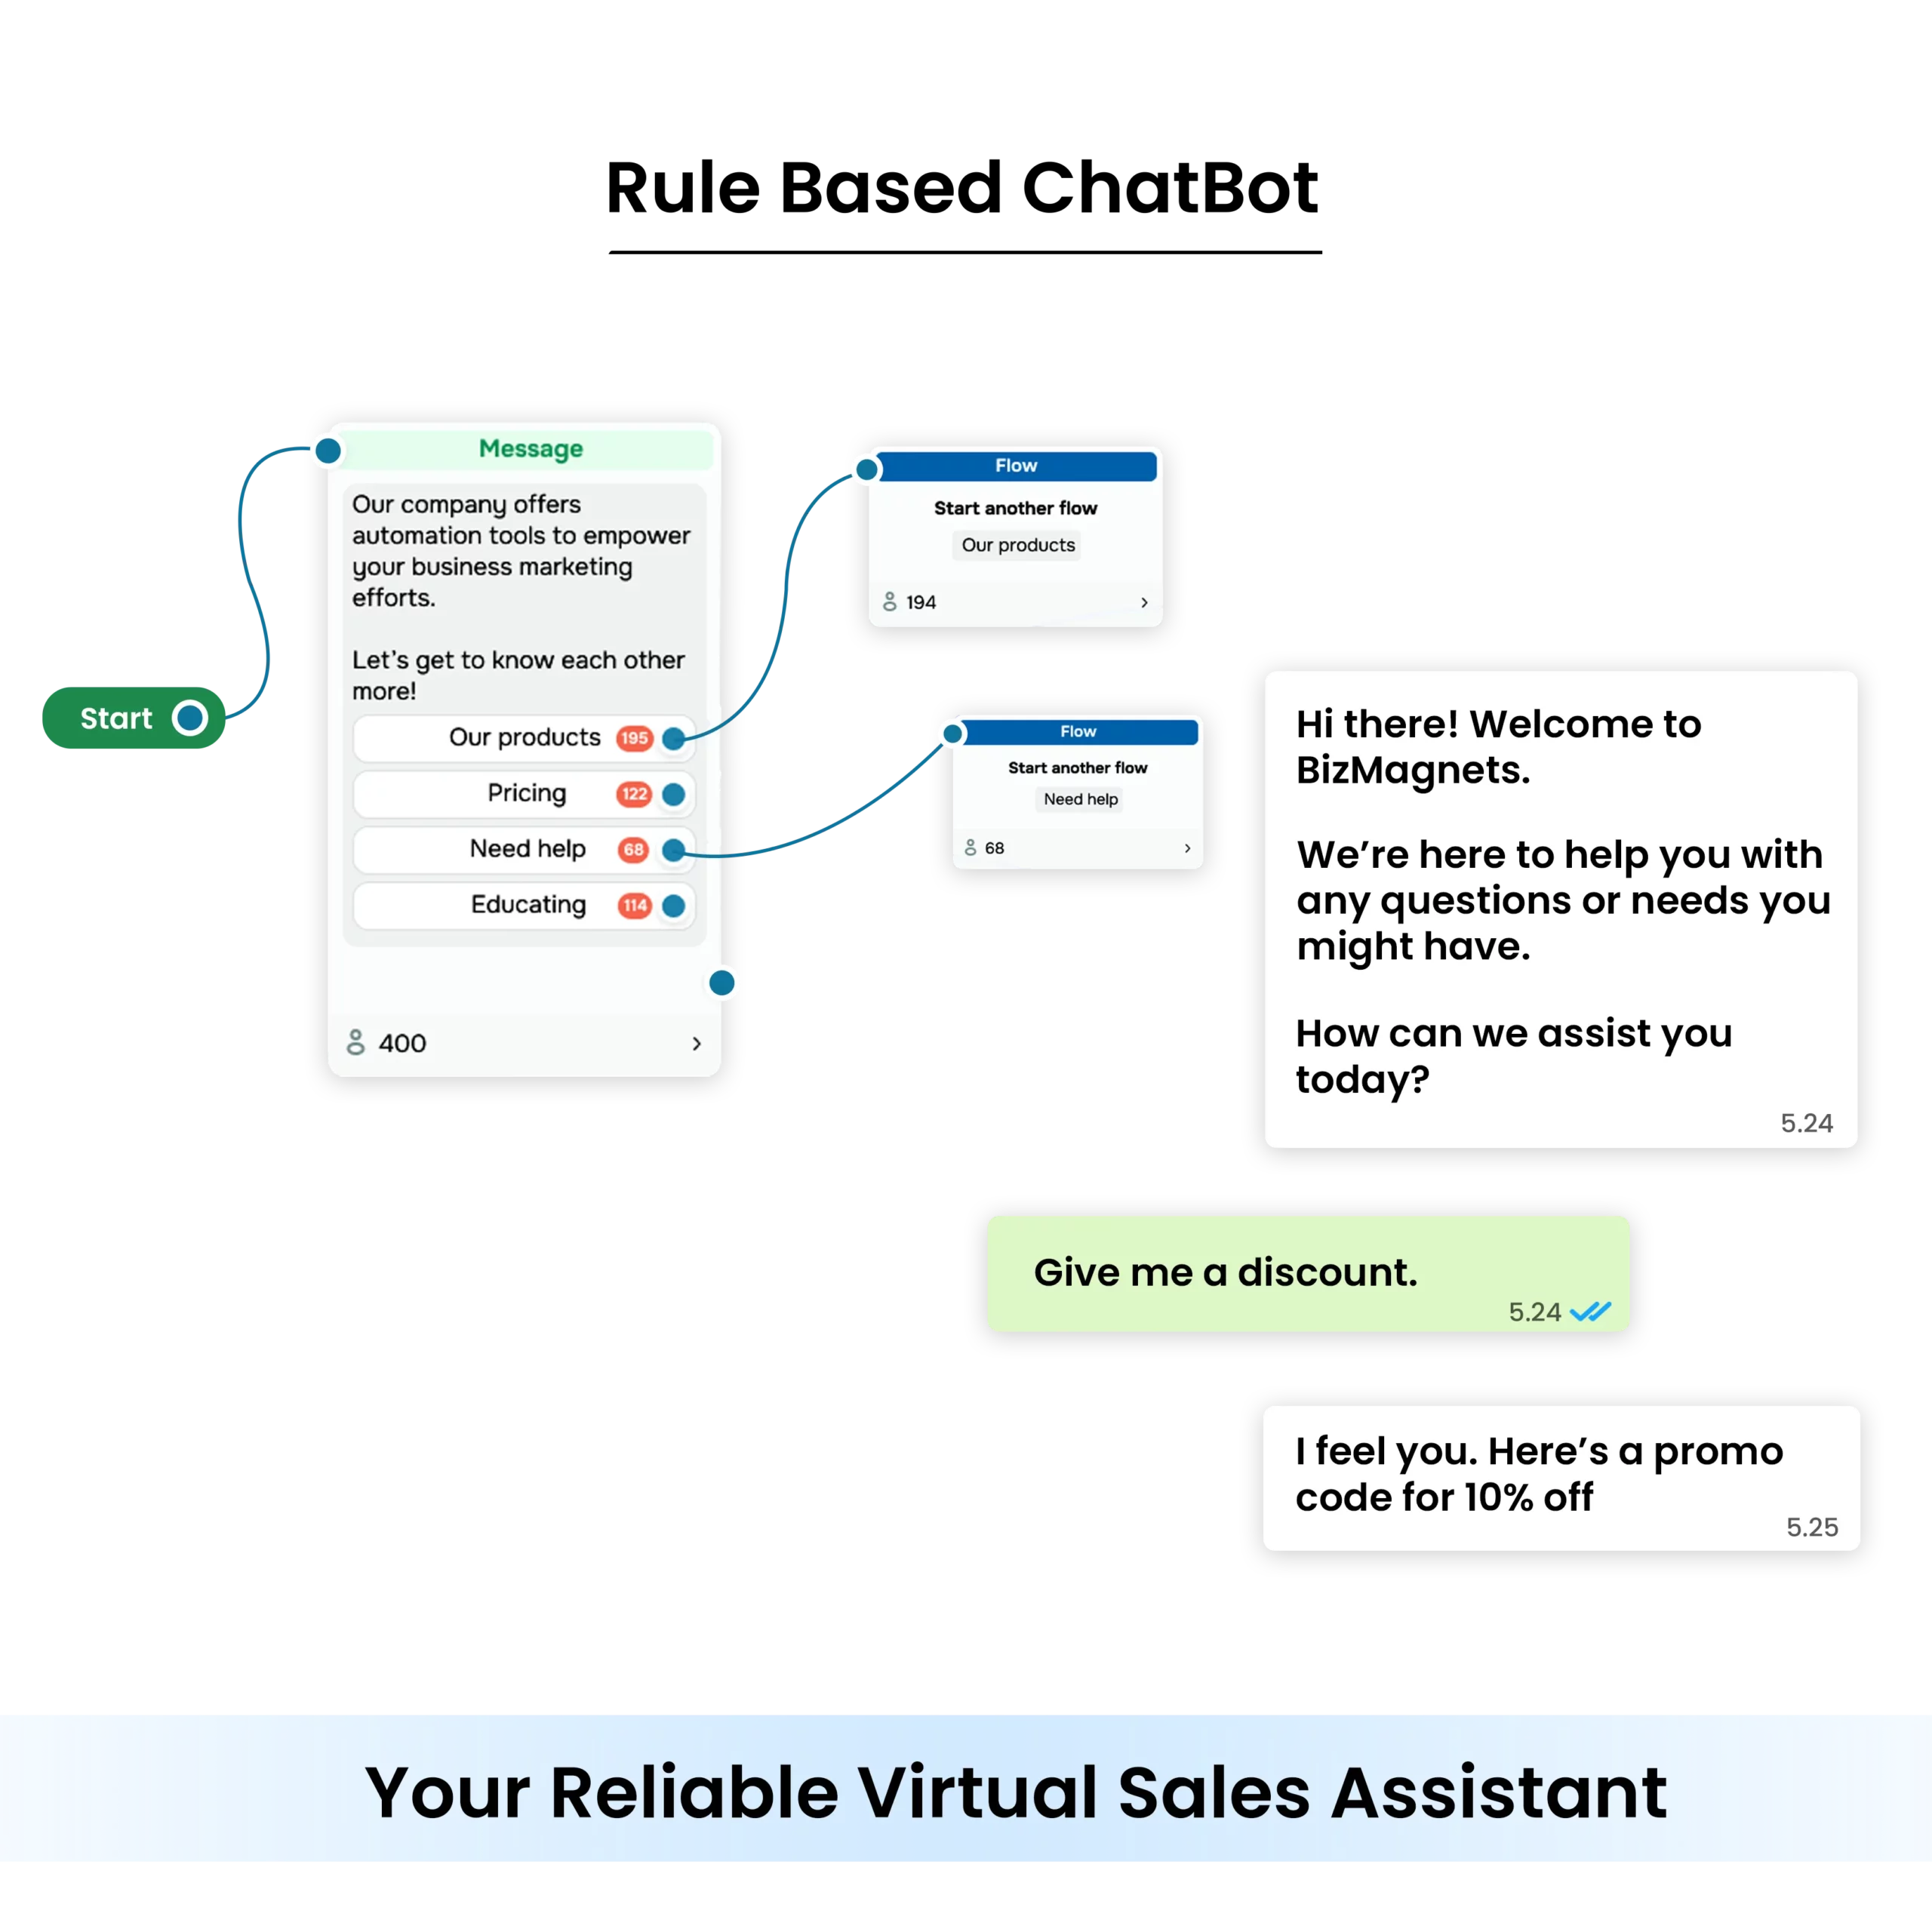 Rule Based ChatBot
Start
Message
Our company offers
automation tools to empower
your business marketing
efforts.
Let’s get to know each other
more!
Our products 195
Pricing 122
Need help 68
Educating 114
400
Flow
Start another flow
Our products
194
Flow
Start another flow
Need help
68
Hi there! Welcome to
BizMagnets.
We’re here to help you with
any questions or needs you
might have.
How can we assist you
today?
5.24
Give me a discount.
5.24
I feel you. Here’s a promo
code for 10% off
5.25
Your Reliable Virtual Sales Assistant